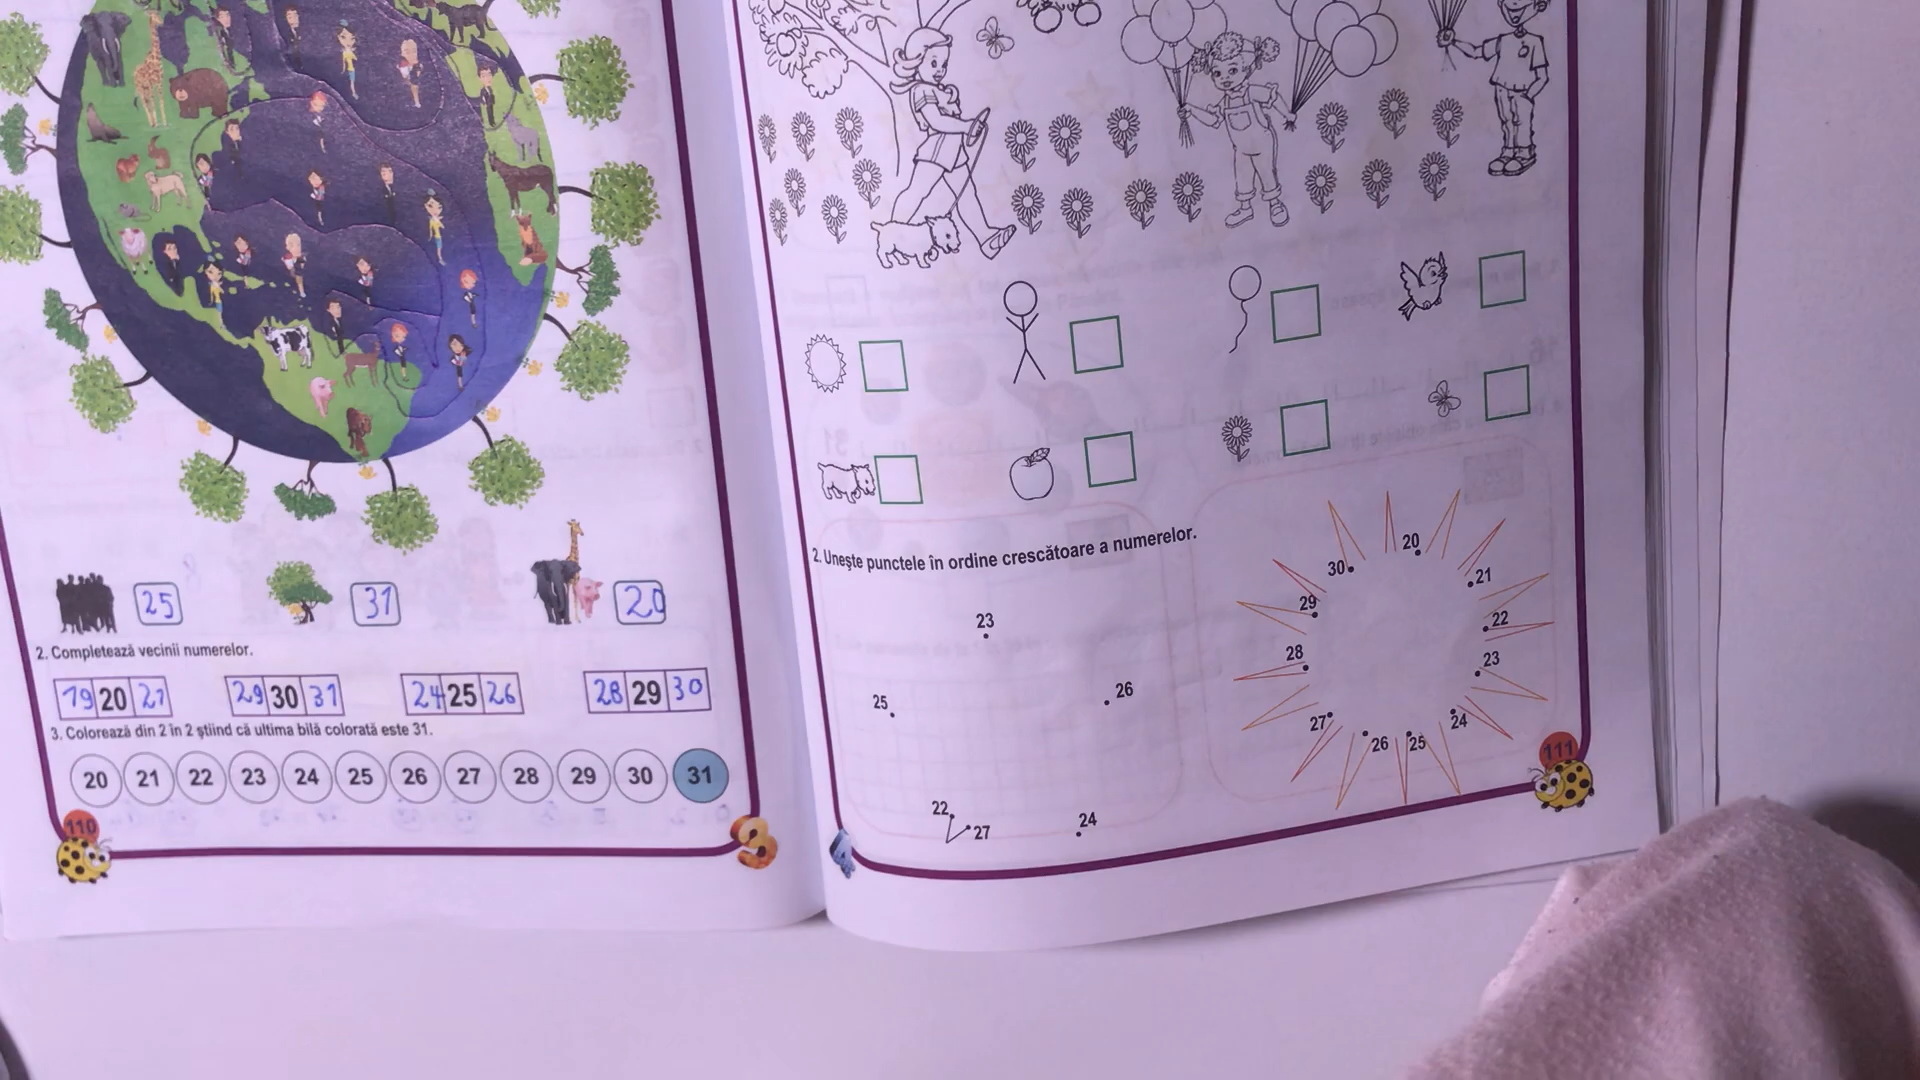 25 31 20
2. Completează vecinii numerelor.
19 20 21 29 30 31 24 25 26 28 29 30
3. Colorează din 2 în 2 știind că ultima bilă colorată este 31.
20 21 22 23 24 25 26 27 28 29 30 31
110
3
2. Unește punctele în ordine crescătoare a numerelor.
23
25 26
22 27 24
20
30 21
29 22
28 23
27 24
26 25
111
4